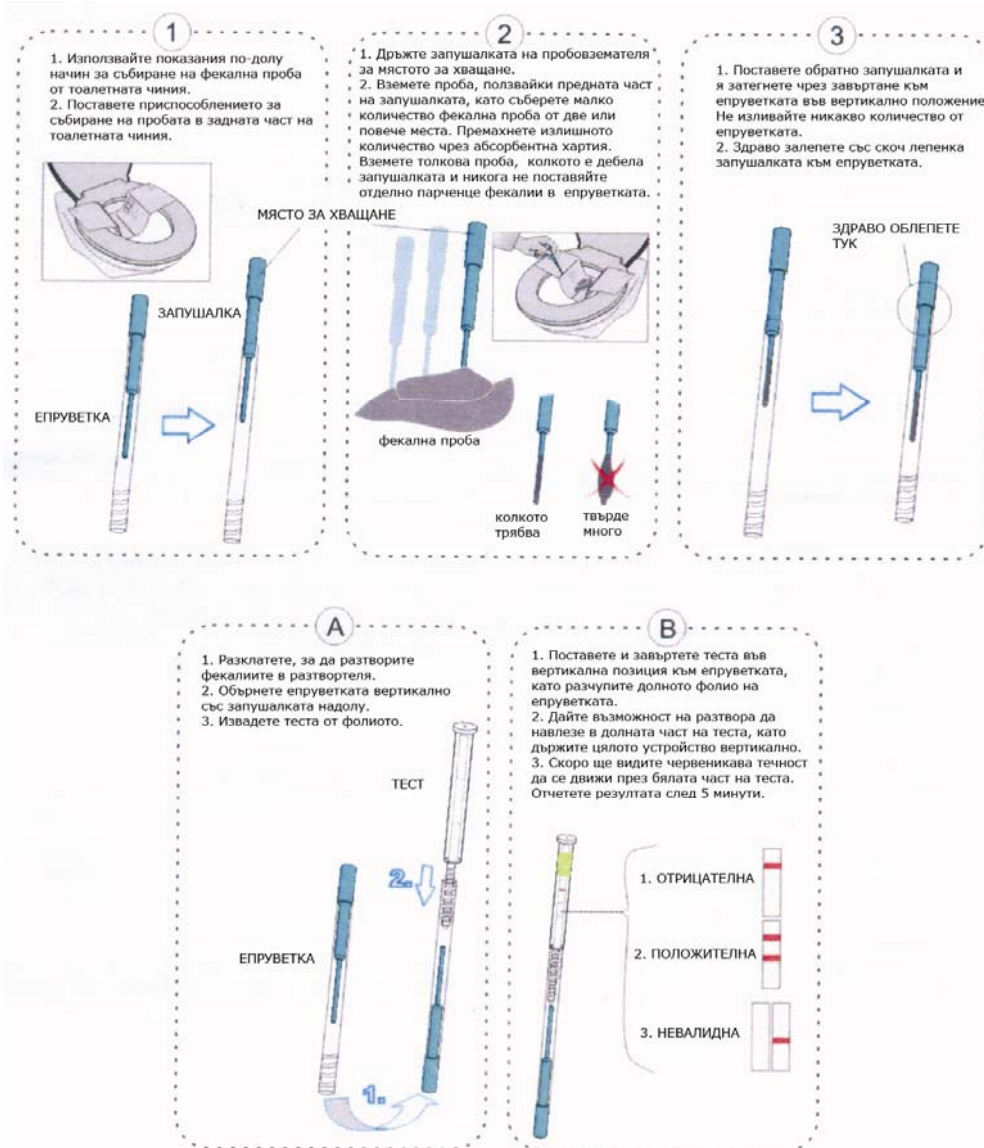 1
1. Използвайте показания по-долу
начин за събиране на фекална проба
от тоалетната чиния.
2. Поставете приспособлението за
събиране на пробата в задната част на
тоалетната чиния.
МЯСТО ЗА ХВАЩАНЕ
ЗАПУШАЛКА
ЕПРУВЕТКА
2
1. Дръжте запушалката на пробовземателя
за мястото за хващане.
2. Вземете проба, ползвайки предната част
на запушалката, като съберете малко
количество фекална проба от две или
повече места. Премахнете излишното
количество чрез абсорбентна хартия.
Вземете толкова проба, колкото е дебела
запушалката и никога не поставяйте
отделно парченце фекалии в епруветката.
фекална проба
колкото
трябва
твърде
много
3
1. Поставете обратно запушалката и
я затегнете чрез завъртане към
епруветката във вертикално положение
Не изливайте никакво количество от
епруветката.
2. Здраво залепете със скоч лепенка
запушалката към епруветката.
ЗДРАВО ОБЛЕПЕТЕ
ТУК
A
1. Разклатете, за да разтворите
фекалиите в разтвортеля.
2. Обърнете епруветката вертикално
със запушалката надолу.
3. Извадете теста от фолиото.
ТЕСТ
2.
ЕПРУВЕТКА
1.
B
1. Поставете и завъртете теста във
вертикална позиция към епруветката,
като разчупите долното фолио на
епруветката.
2. Дайте възможност на разтвора да
навлезе в долната част на теста, като
държите цялото устройство вертикално.
3. Скоро ще видите червеникава течност
да се движи през бялата част на теста.
Отчетете резултата след 5 минути.
1. ОТРИЦАТЕЛНА
2. ПОЛОЖИТЕЛНА
3. НЕВАЛИДНА